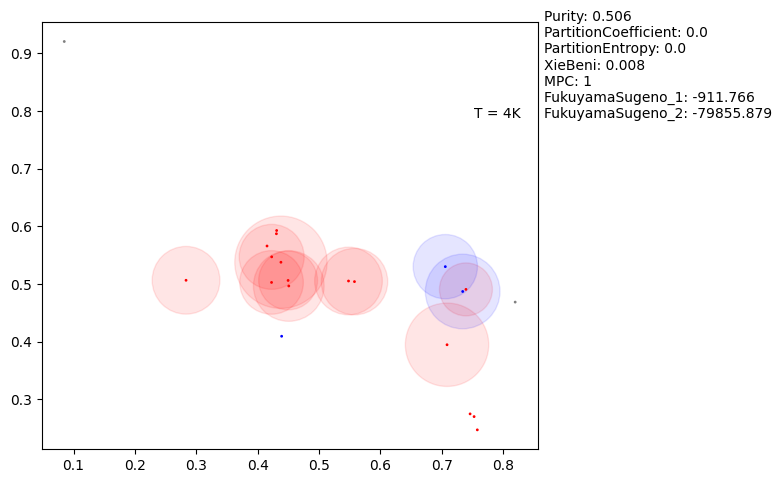 Purity: 0.506
PartitionCoefficient: 0.0
PartitionEntropy: 0.0
XieBeni: 0.008
MPC: 1
FukuyamaSugeno_1: -911.766
FukuyamaSugeno_2: -79855.879
T = 4K
0.9
0.8
0.7
0.6
0.5
0.4
0.3
0.1 0.2 0.3 0.4 0.5 0.6 0.7 0.8